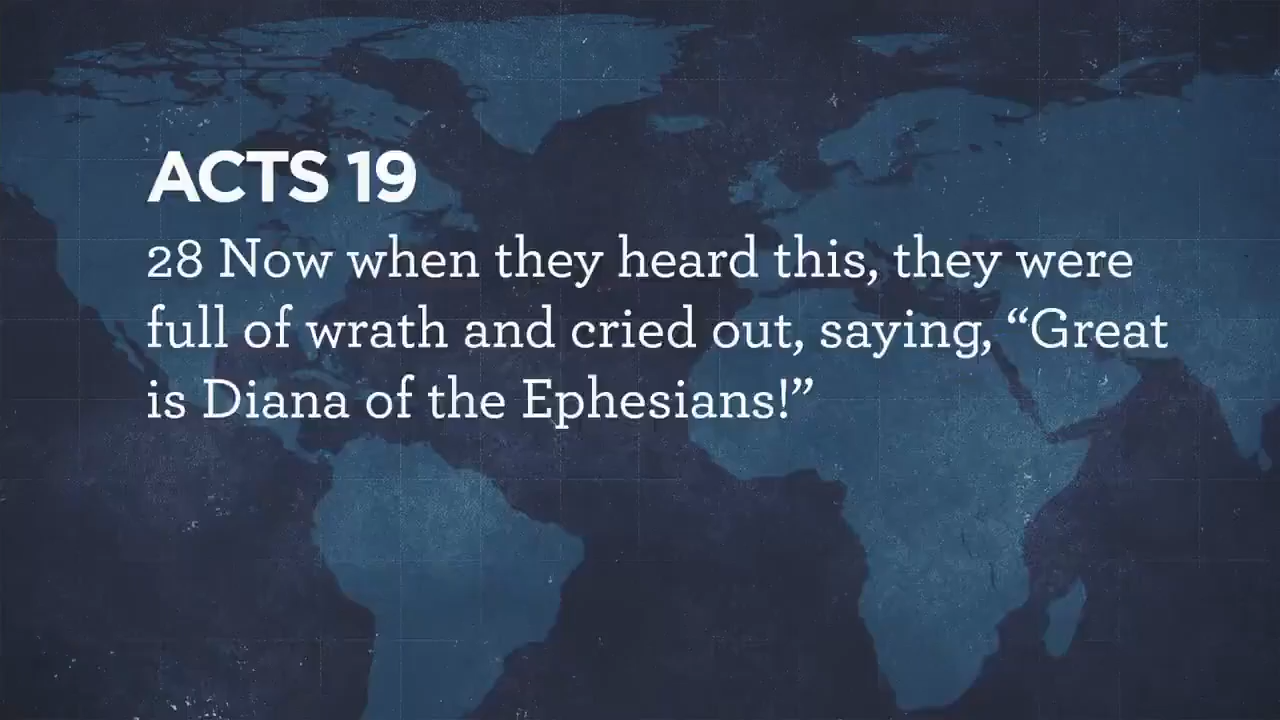 ACTS 19
28 Now when they heard this, they were
full of wrath and cried out, saying, “Great
is Diana of the Ephesians!”